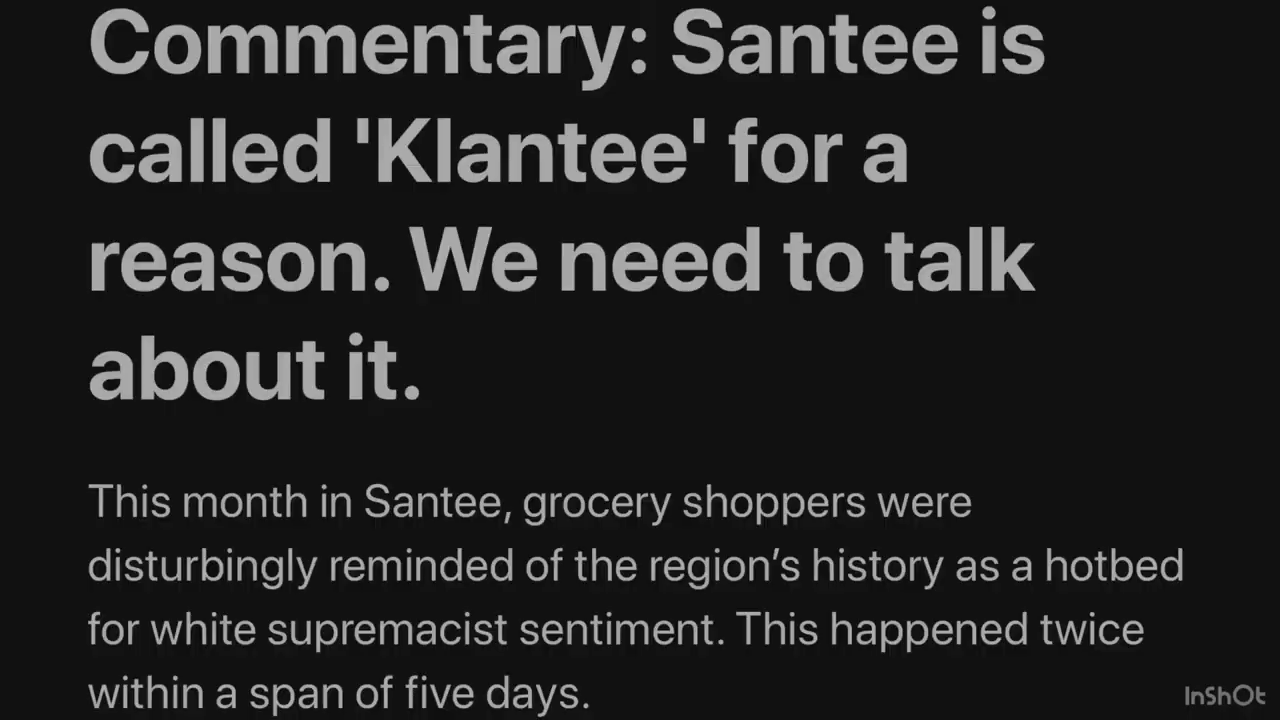 Commentary: Santee is
called 'Klantee' for a
reason. We need to talk
about it.
This month in Santee, grocery shoppers were
disturbingly reminded of the region’s history as a hotbed
for white supremacist sentiment. This happened twice
within a span of five days.
InShOt